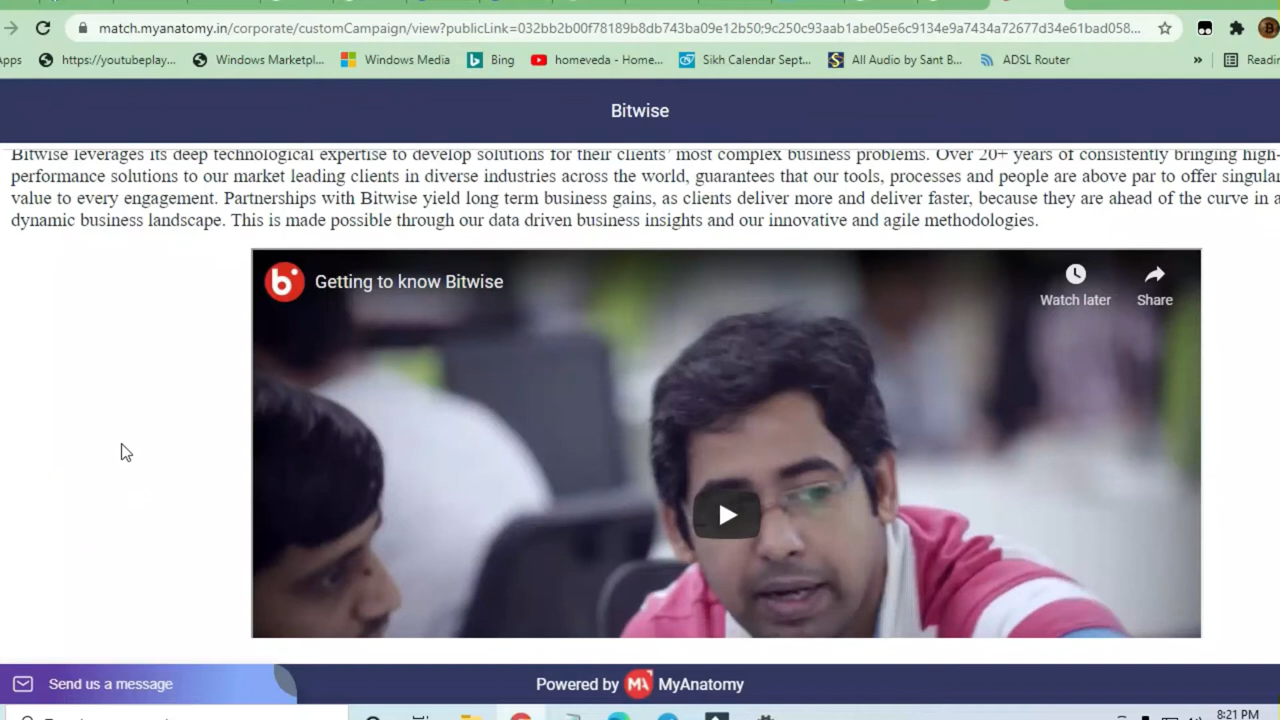 match.myanatomy.in/corporate/customCampaign/view?publicLink=032bb2b00f78189b8db743ba09e12b50;9c250c93aab1abe05e6c9134e9a7434a72677d34e61bad058...
pps https://youtubeplay... Windows Marketpl... Windows Media Bing homeveda - Home... Sikh Calendar Sept... All Audio by Sant B... ADSL Router » Readin
Bitwise
Bitwise leverages its deep technological expertise to develop solutions for their clients' most complex business problems. Over 20+ years of consistently bringing high-
performance solutions to our market leading clients in diverse industries across the world, guarantees that our tools, processes and people are above par to offer singular
value to every engagement. Partnerships with Bitwise yield long term business gains, as clients deliver more and deliver faster, because they are ahead of the curve in a
dynamic business landscape. This is made possible through our data driven business insights and our innovative and agile methodologies.
b Getting to know Bitwise
Watch later Share
Send us a message
Powered by MA MyAnatomy
8:21 PM